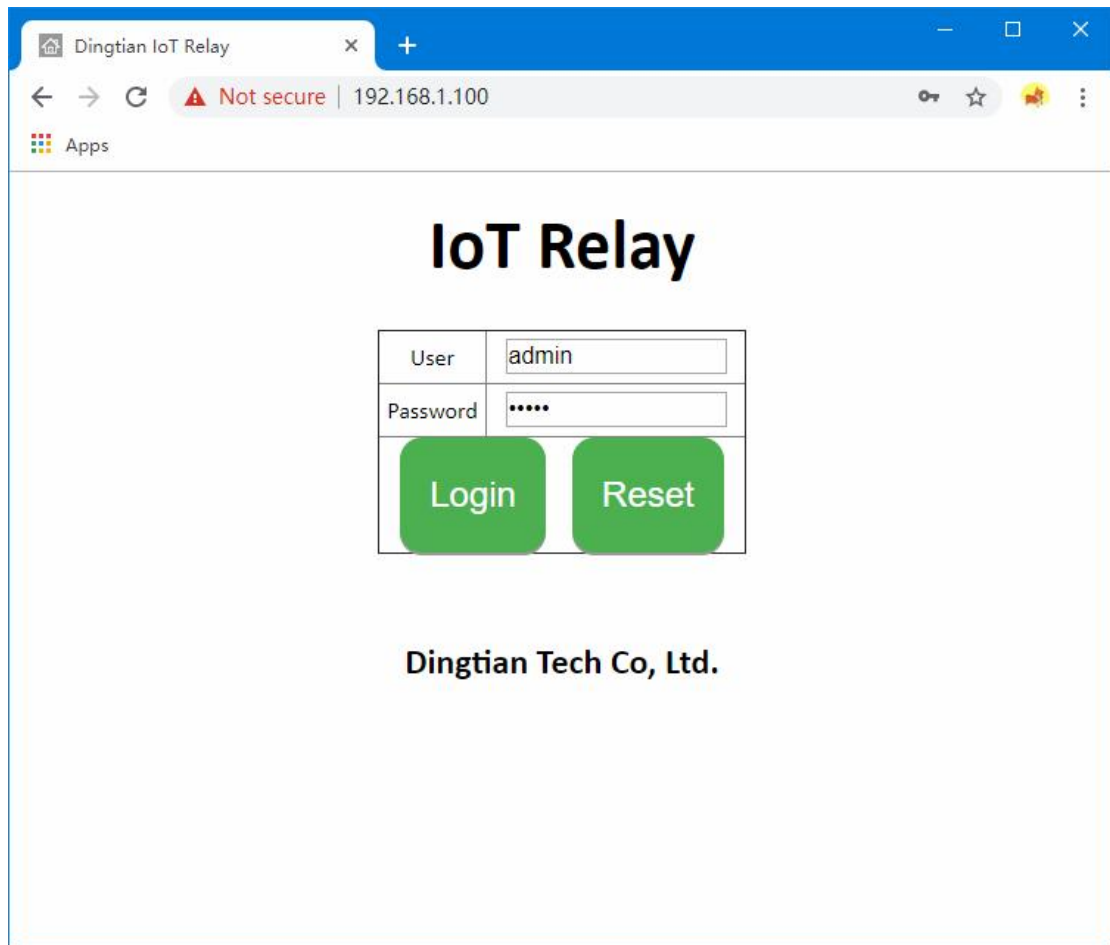 Dingtian IoT Relay
Not secure | 192.168.1.100
Apps
IoT Relay
User admin
Password •••••
Login Reset
Dingtian Tech Co, Ltd.